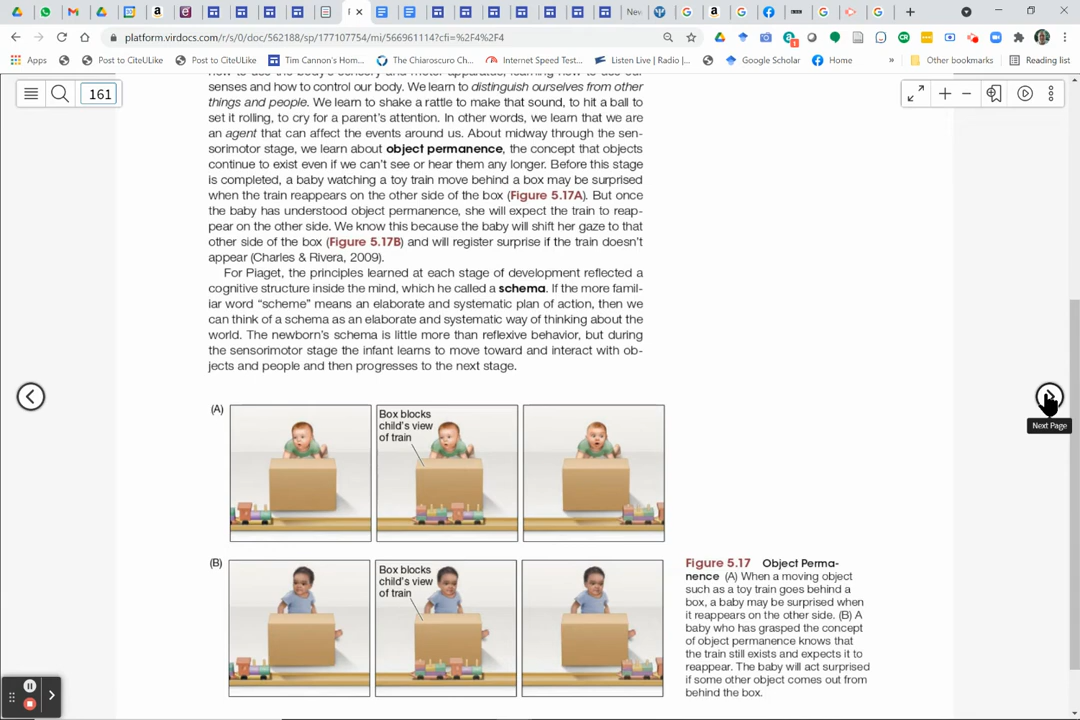 New
platform.virdocs.com/r/s/0/doc/562188/sp/177107754/mi/566961114?cfi=%2F4%2F4
Apps
Post to CiteULike
Post to CiteULike
Tim Cannon's Hom...
The Chiaroscuro Ch...
Internet Speed Test...
Listen Live | Radio |...
Google Scholar
Home
»
Other bookmarks
Reading list
161
senses and how to control our body. We learn to distinguish ourselves from other
things and people. We learn to shake a rattle to make that sound, to hit a ball to
set it rolling, to cry for a parent's attention. In other words, we learn that we are
an agent that can affect the events around us. About midway through the sen-
sorimotor stage, we learn about object permanence, the concept that objects
continue to exist even if we can't see or hear them any longer. Before this stage
is completed, a baby watching a toy train move behind a box may be surprised
when the train reappears on the other side of the box (Figure 5.17A). But once
the baby has understood object permanence, she will expect the train to reap-
pear on the other side. We know this because the baby will shift her gaze to that
other side of the box (Figure 5.17B) and will register surprise if the train doesn't
appear (Charles & Rivera, 2009).
For Piaget, the principles learned at each stage of development reflected a
cognitive structure inside the mind, which he called a schema. If the more famil-
iar word "scheme" means an elaborate and systematic plan of action, then we
can think of a schema as an elaborate and systematic way of thinking about the
world. The newborn's schema is little more than reflexive behavior, but during
the sensorimotor stage the infant learns to move toward and interact with ob-
jects and people and then progresses to the next stage.
Next Page
(A)
Box blocks
child's view
of train
(B)
Box blocks
child's view
of train
Figure 5.17 Object Perma-
nence (A) When a moving object
such as a toy train goes behind a
box, a baby may be surprised when
it reappears on the other side. (B) A
baby who has grasped the concept
of object permanence knows that
the train still exists and expects it to
reappear. The baby will act surprised
if some other object comes out from
behind the box.